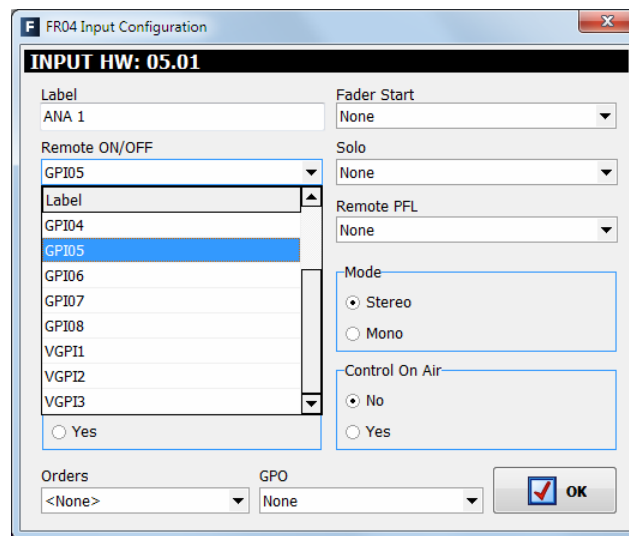 F FR04 Input Configuration
INPUT HW: 05.01
Label
ANA 1
Fader Start
None
Remote ON/OFF
GPI05
Solo
None
Label
GPI04
GPI05
GPI06
GPI07
GPI08
VGPI1
VGPI2
VGPI3
Remote PFL
None
Mode
Stereo
Mono
Control On Air
No
Yes
Yes
Orders
<None>
GPO
None
OK